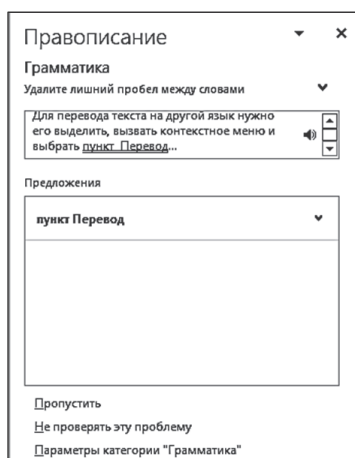 Правописание
Грамматика
Удалите лишний пробел между словами
Для перевода текста на другой язык нужно
его выделить, вызвать контекстное меню и
выбрать пункт  Перевод...
Предложения
пункт Перевод
Пропустить
Не проверять эту проблему
Параметры категории "Грамматика"